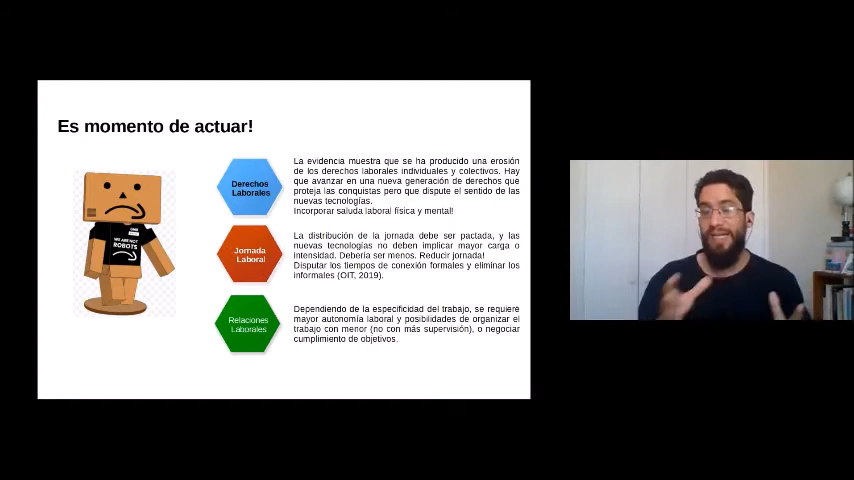 Es momento de actuar!
WE ARE NOT
ROBOTS
Derechos
Laborales
La evidencia muestra que se ha producido una erosión
de los derechos laborales individuales y colectivos. Hay
que avanzar en una nueva generación de derechos que
proteja las conquistas pero que dispute el sentido de las
nuevas tecnologías.
Incorporar saluda laboral física y mental!
Jornada
Laboral
La distribución de la jornada debe ser pactada, y las
nuevas tecnologías no deben implicar mayor carga o
intensidad. Debería ser menos. Reducir jornada!
Disputar los tiempos de conexión formales y eliminar los
informales (OIT, 2019).
Relaciones
Laborales
Dependiendo de la especificidad del trabajo, se requiere
mayor autonomía laboral y posibilidades de organizar el
trabajo con menor (no con más supervisión), o negociar
cumplimiento de objetivos.